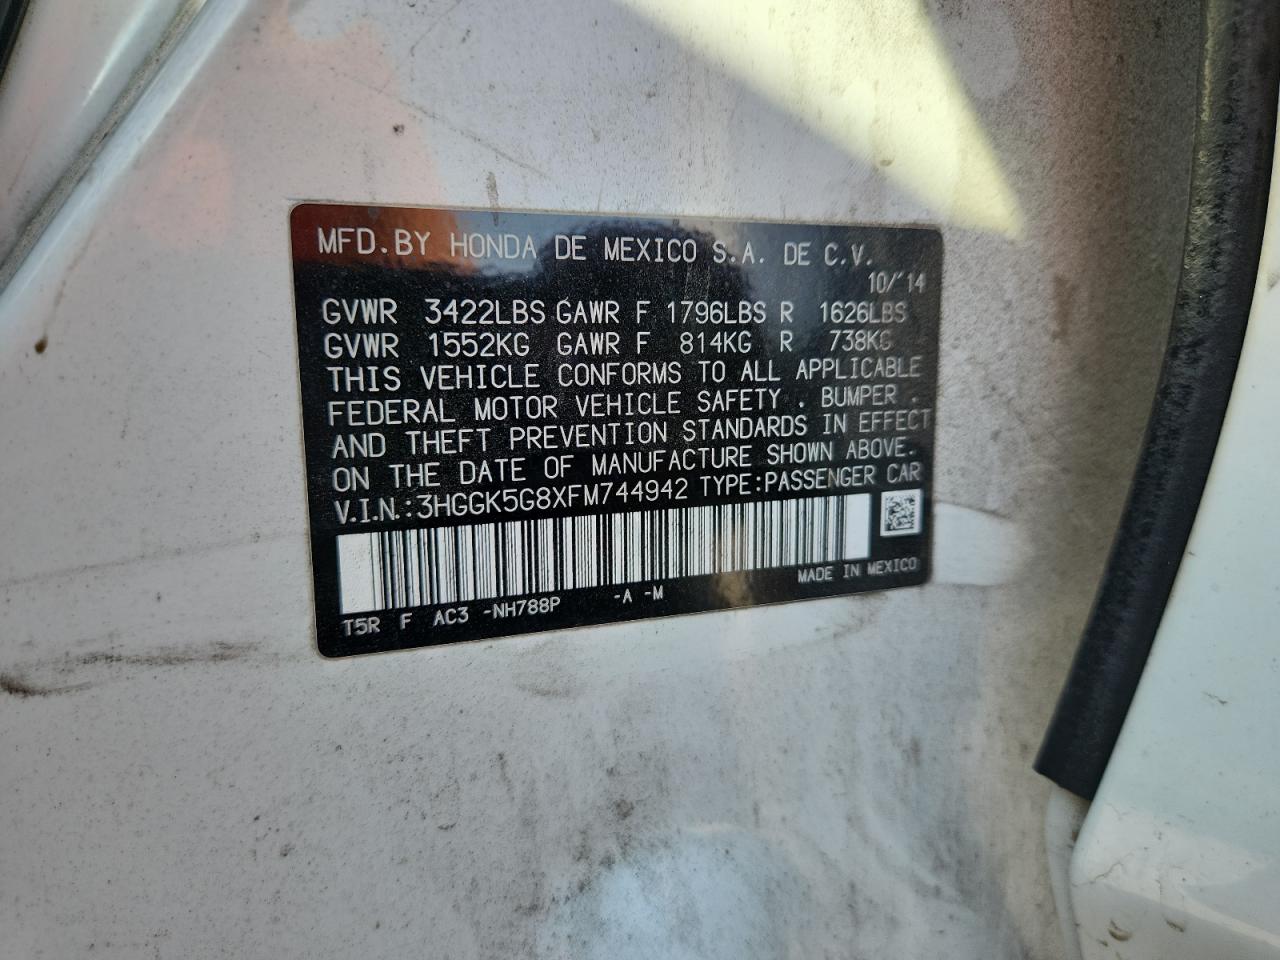 MFD.BY HONDA DE MEXICO S.A. DE C.V.
10/'14
GVWR 3422LBS GAWR F 1796LBS R 1626LBS
GVWR 1552KG GAWR F 814KG R 738KG
THIS VEHICLE CONFORMS TO ALL APPLICABLE
FEDERAL MOTOR VEHICLE SAFETY . BUMPER .
AND THEFT PREVENTION STANDARDS IN EFFECT
ON THE DATE OF MANUFACTURE SHOWN ABOVE.
V.I.N.:3HGGK5G8XFM744942 TYPE:PASSENGER CAR
MADE IN MEXICO
T5R F AC3 -NH788P -A -M